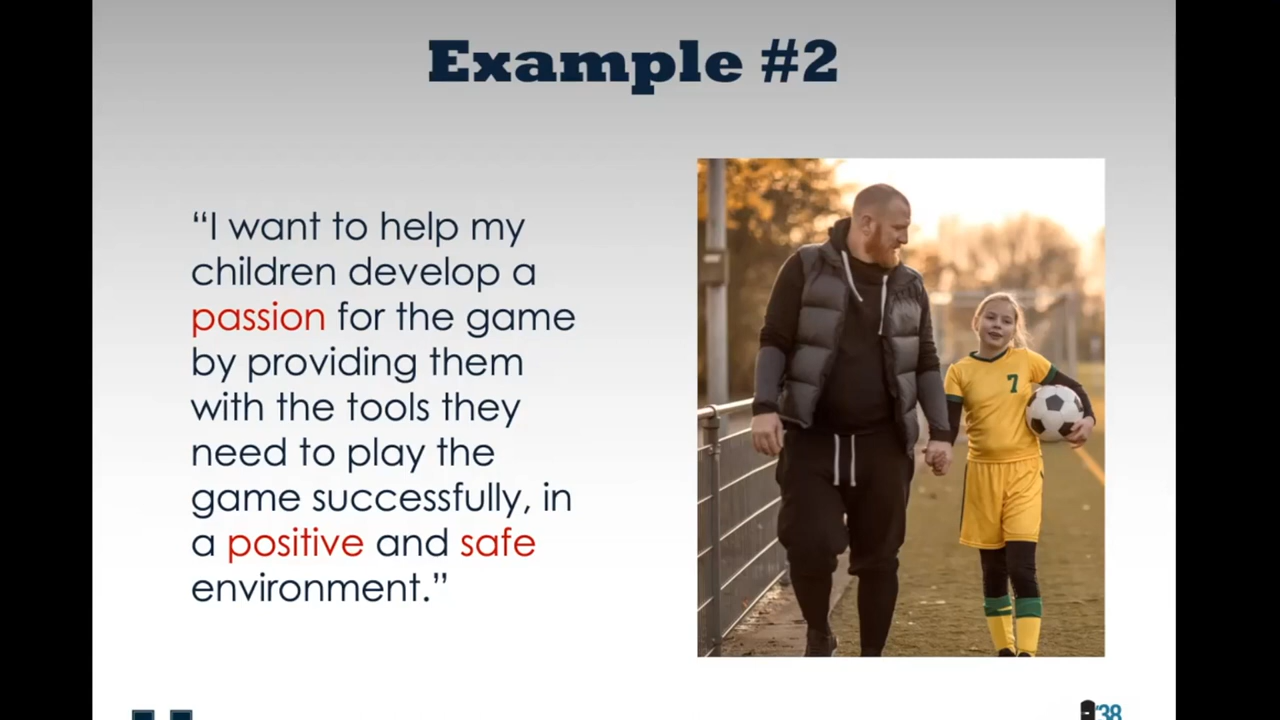 Example #2
“I want to help my
children develop a
passion for the game
by providing them
with the tools they
need to play the
game successfully, in
a positive and safe
environment.”
7
'38